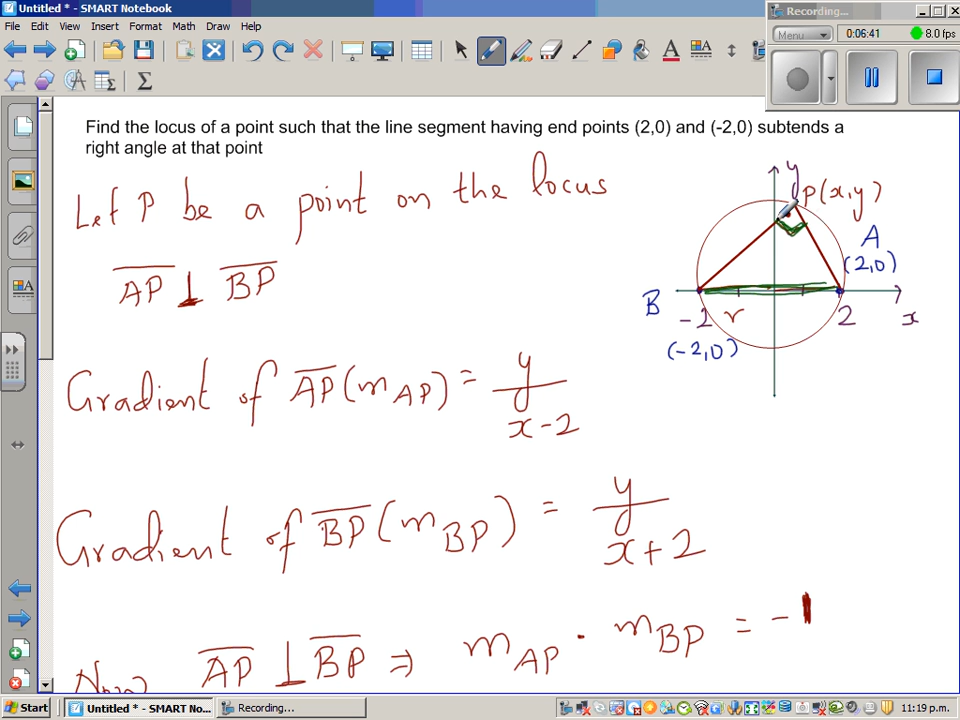 Untitled * - SMART Notebook
Recording...
File Edit View Insert Format Math Draw Help
Menu
00:06:41
8.0 fps
Find the locus of a point such that the line segment having end points (2,0) and (-2,0) subtends a
right angle at that point
Let P be a point on the locus
AP ⊥ BP
y
P(x,y)
A
(2,0)
B
-2
r
2
x
(-2,0)
Gradient of AP (mAP) = y / x-2
Gradient of BP (mBP) = y / x+2
Now AP ⊥ BP ⇒ mAP · mBP = -1
Start
Untitled * - SMART No...
Recording...
11:19 p.m.